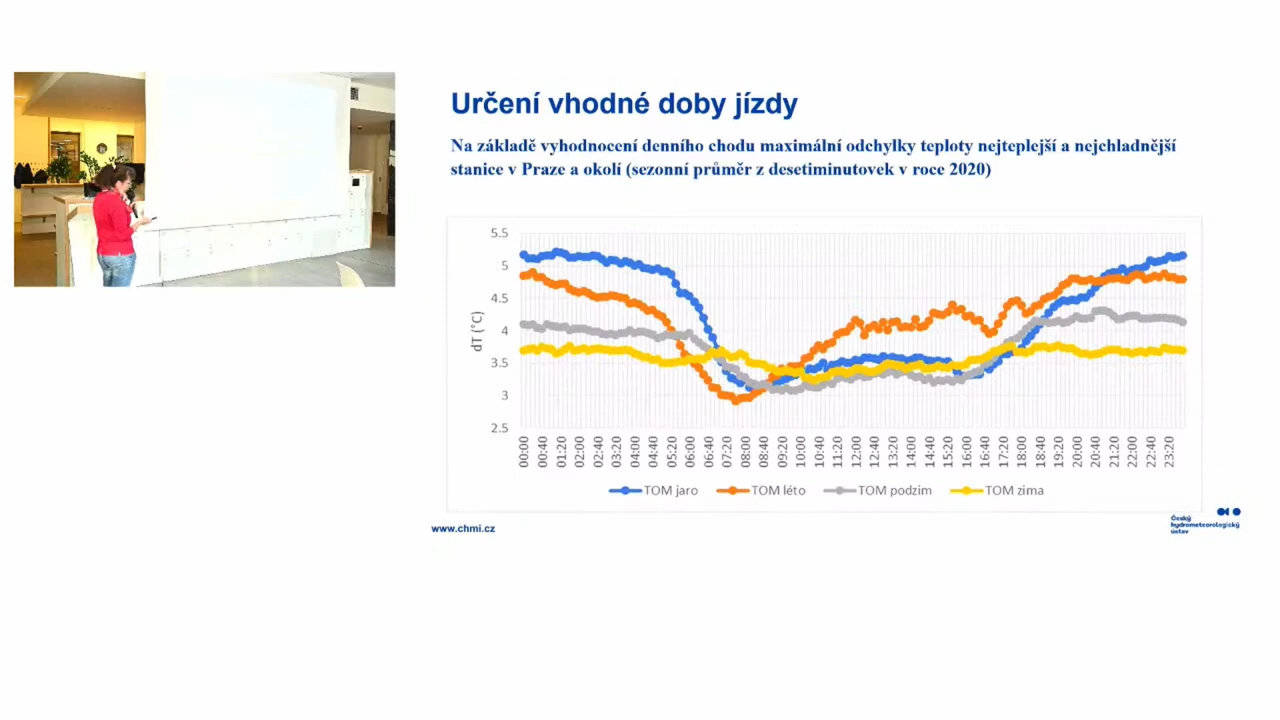 Určení vhodné doby jízdy
Na základě vyhodnocení denního chodu maximální odchylky teploty nejteplejší a nejchladnější
stanice v Praze a okolí (sezonní průměr z desetiminutovek v roce 2020)
5.5
5
4.5
4
3.5
3
2.5
dT (°C)
00:00 00:40 01:20 02:00 02:40 03:20 04:00 04:40 05:20 06:00 06:40 07:20 08:00 08:40 09:20 10:00 10:40 11:20 12:00 12:40 13:20 14:00 14:40 15:20 16:00 16:40 17:20 18:00 18:40 19:20 20:00 20:40 21:20 22:00 22:40 23:20
TOM jaro TOM léto TOM podzim TOM zima
www.chmi.cz
Český
hydrometeorologický
ústav